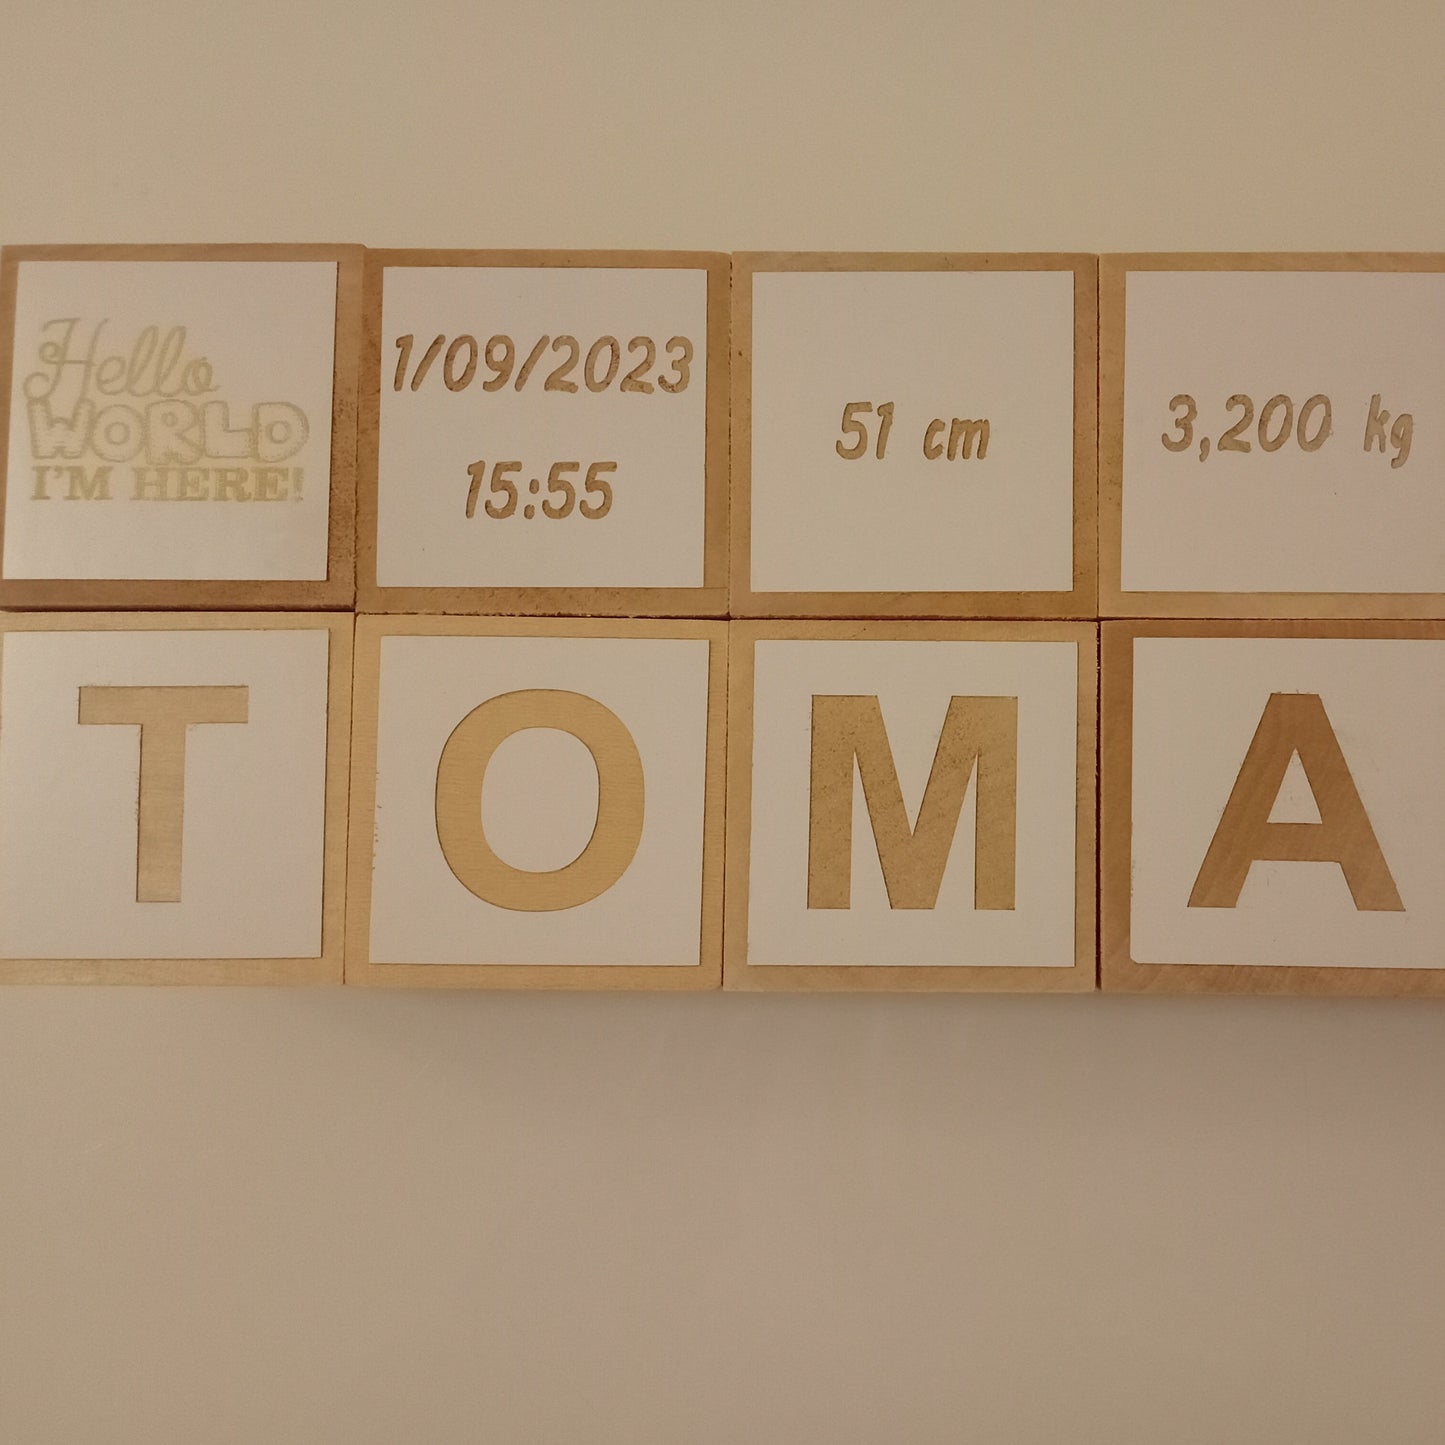 Hello
WORLD
I'M HERE!
1/09/2023
15:55
51 cm
3,200 kg
T O M A